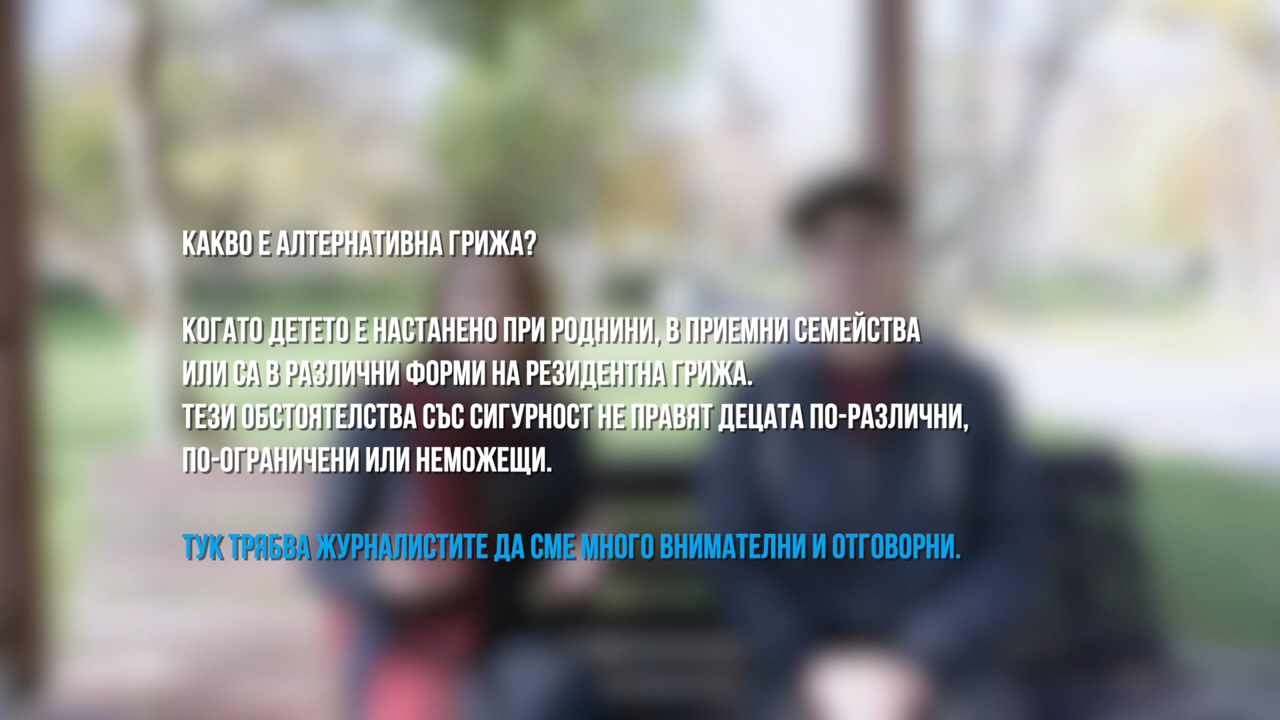 КАКВО Е АЛТЕРНАТИВНА ГРИЖА?
КОГАТО ДЕТЕТО Е НАСТАНЕНО ПРИ РОДНИНИ, В ПРИЕМНИ СЕМЕЙСТВА
ИЛИ СА В РАЗЛИЧНИ ФОРМИ НА РЕЗИДЕНТНА ГРИЖА.
ТЕЗИ ОБСТОЯТЕЛСТВА СЪС СИГУРНОСТ НЕ ПРАВЯТ ДЕЦАТА ПО-РАЗЛИЧНИ,
ПО-ОГРАНИЧЕНИ ИЛИ НЕМОЖЕЩИ.
ТУК ТРЯБВА ЖУРНАЛИСТИТЕ ДА СМЕ МНОГО ВНИМАТЕЛНИ И ОТГОВОРНИ.